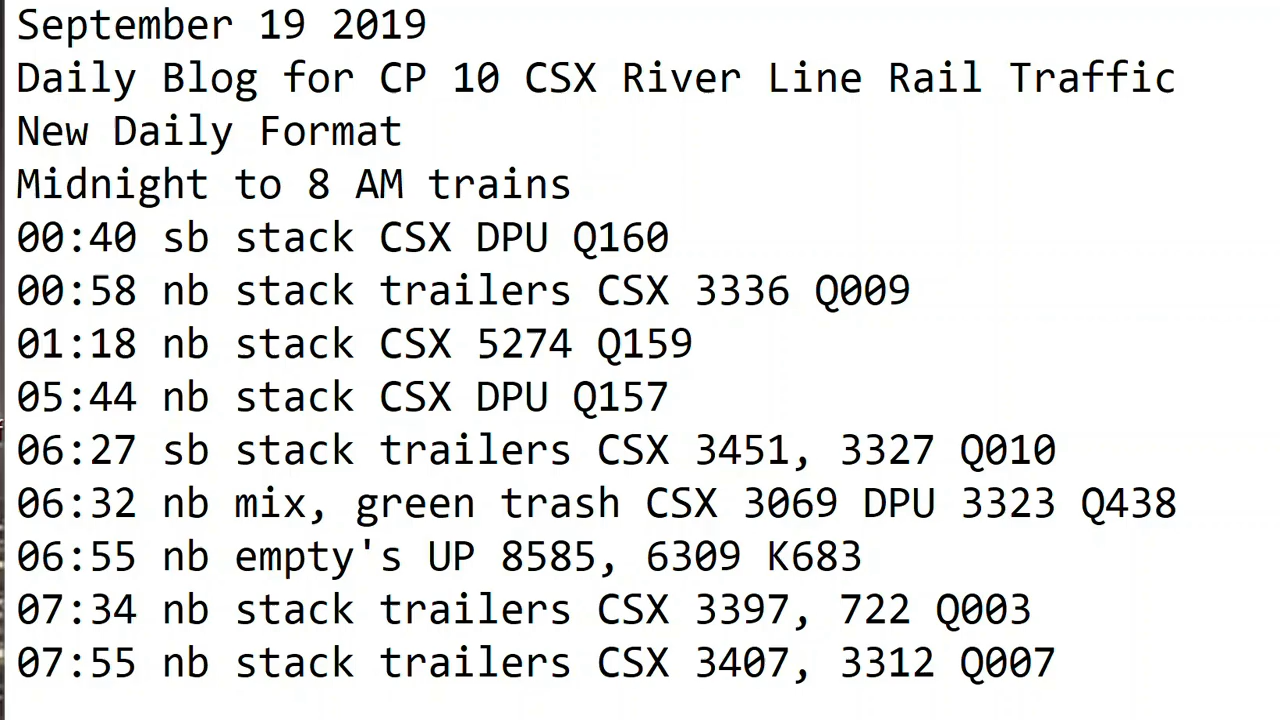 September 19 2019
Daily Blog for CP 10 CSX River Line Rail Traffic
New Daily Format
Midnight to 8 AM trains
00:40 sb stack CSX DPU Q160
00:58 nb stack trailers CSX 3336 Q009
01:18 nb stack CSX 5274 Q159
05:44 nb stack CSX DPU Q157
06:27 sb stack trailers CSX 3451, 3327 Q010
06:32 nb mix, green trash CSX 3069 DPU 3323 Q438
06:55 nb empty's UP 8585, 6309 K683
07:34 nb stack trailers CSX 3397, 722 Q003
07:55 nb stack trailers CSX 3407, 3312 Q007